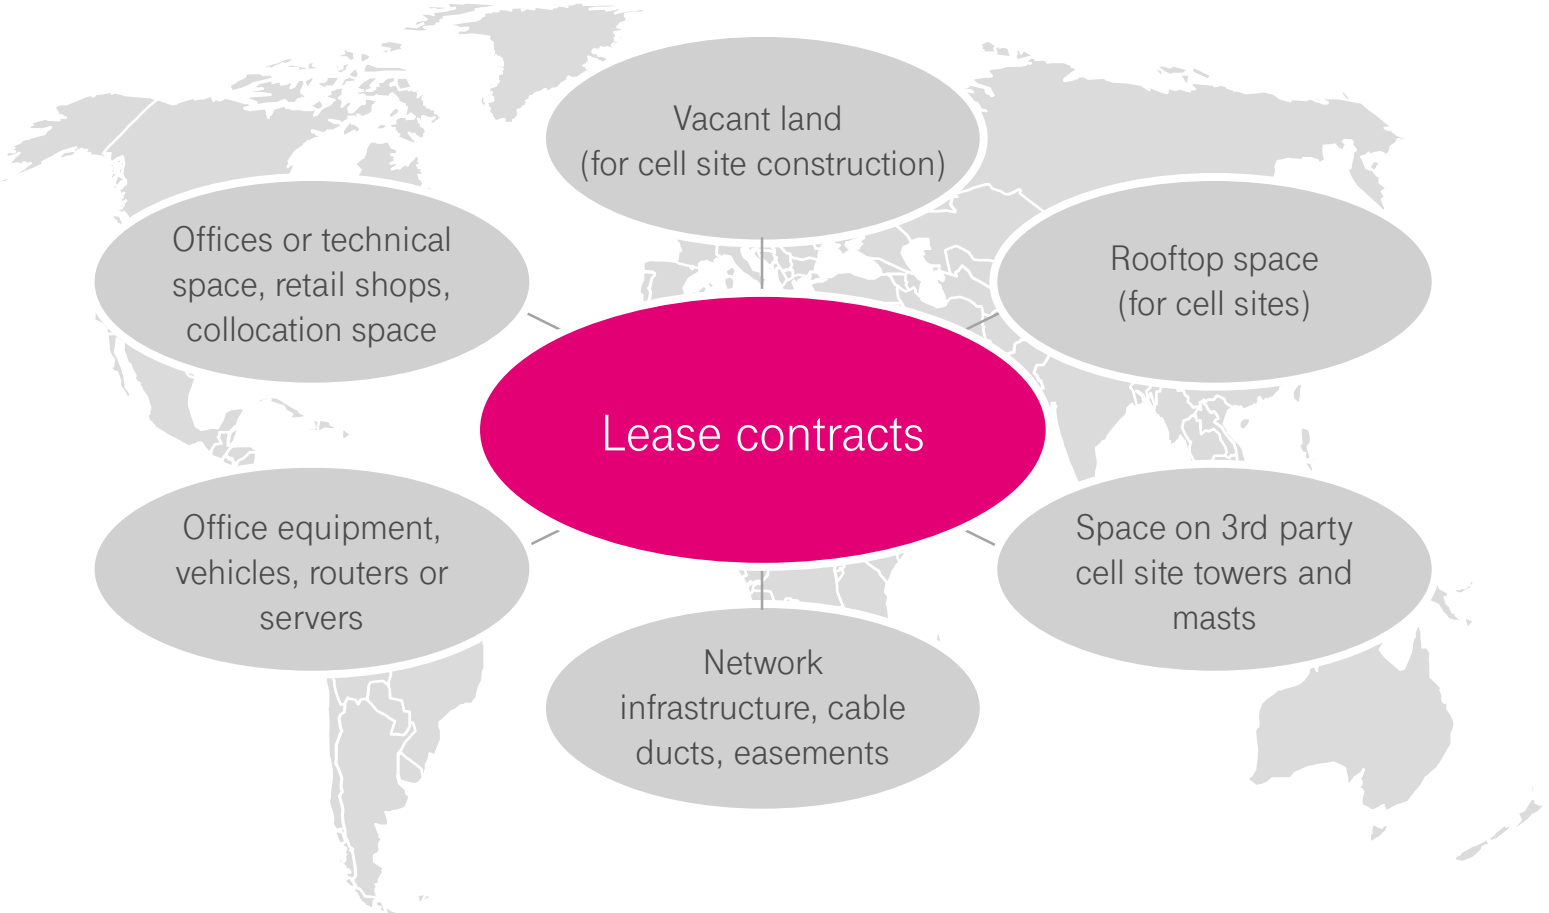 Vacant land
(for cell site construction)
Offices or technical
space, retail shops,
collocation space
Rooftop space
(for cell sites)
Lease contracts
Office equipment,
vehicles, routers or
servers
Space on 3rd party
cell site towers and
masts
Network
infrastructure, cable
ducts, easements